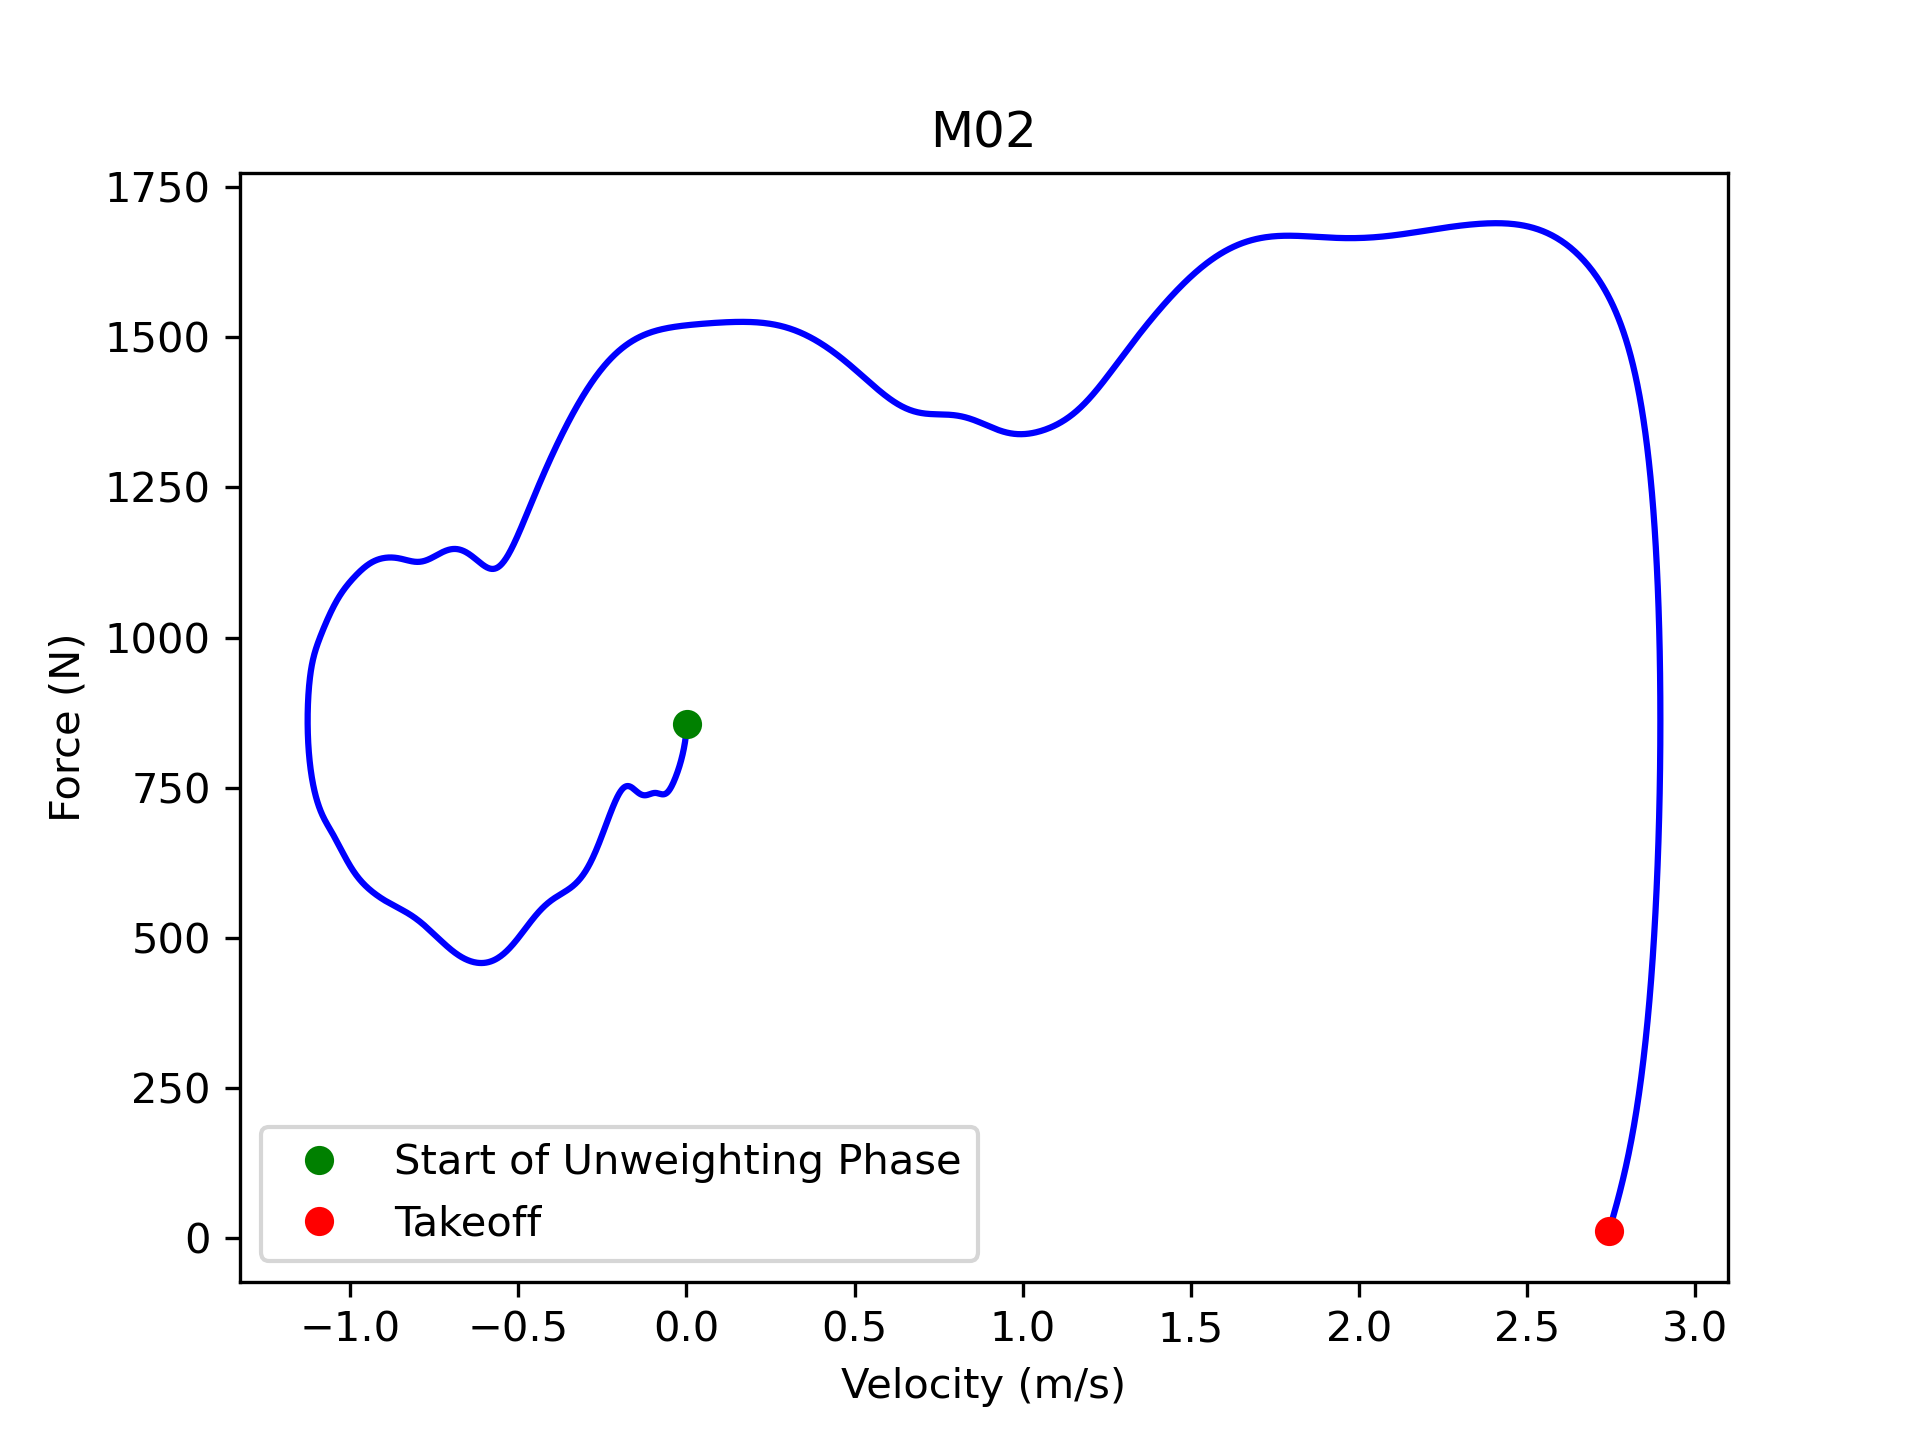 M02
1750
1500
1250
1000
750
500
250
0
Force (N)
Start of Unweighting Phase
Takeoff
−1.0 −0.5 0.0 0.5 1.0 1.5 2.0 2.5 3.0
Velocity (m/s)